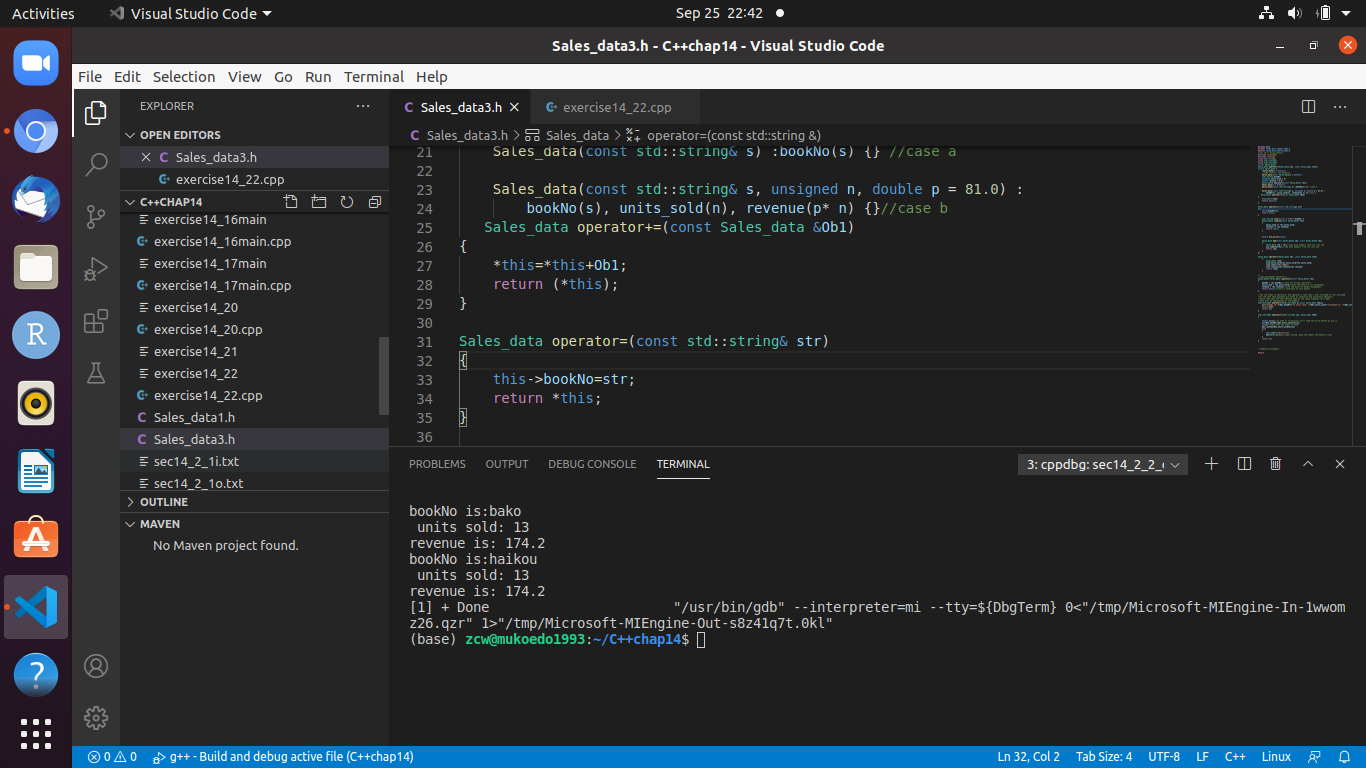 Activities
Visual Studio Code
Sep 25 22:42
Sales_data3.h - C++chap14 - Visual Studio Code
File Edit Selection View Go Run Terminal Help
EXPLORER
OPEN EDITORS
Sales_data3.h
exercise14_22.cpp
C++CHAP14
exercise14_16main
exercise14_16main.cpp
exercise14_17main
exercise14_17main.cpp
exercise14_20
exercise14_20.cpp
exercise14_21
exercise14_22
exercise14_22.cpp
Sales_data1.h
Sales_data3.h
sec14_2_1i.txt
sec14_2_1o.txt
OUTLINE
MAVEN
No Maven project found.
Sales_data3.h
exercise14_22.cpp
Sales_data3.h > Sales_data > operator=(const std::string &)
21 Sales_data(const std::string& s) :bookNo(s) {} //case a
22
23 Sales_data(const std::string& s, unsigned n, double p = 81.0) :
24 bookNo(s), units_sold(n), revenue(p* n) {}//case b
25 Sales_data operator+=(const Sales_data &Ob1)
26 {
27 *this=*this+Ob1;
28 return (*this);
29 }
30
31 Sales_data operator=(const std::string& str)
32 {
33 this->bookNo=str;
34 return *this;
35 }
36
PROBLEMS OUTPUT DEBUG CONSOLE TERMINAL
3: cppdbg: sec14_2_2_
bookNo is:bako
units sold: 13
revenue is: 174.2
bookNo is:haikou
units sold: 13
revenue is: 174.2
[1] + Done "/usr/bin/gdb" --interpreter=mi --tty=${DbgTerm} 0<"/tmp/Microsoft-MIEngine-In-1wwom
z26.qzr" 1>"/tmp/Microsoft-MIEngine-Out-s8z41q7t.0kl"
(base) zcw@mukoedo1993:~/C++chap14$
0 0 g++ - Build and debug active file (C++chap14)
Ln 32, Col 2 Tab Size: 4 UTF-8 LF C++ Linux